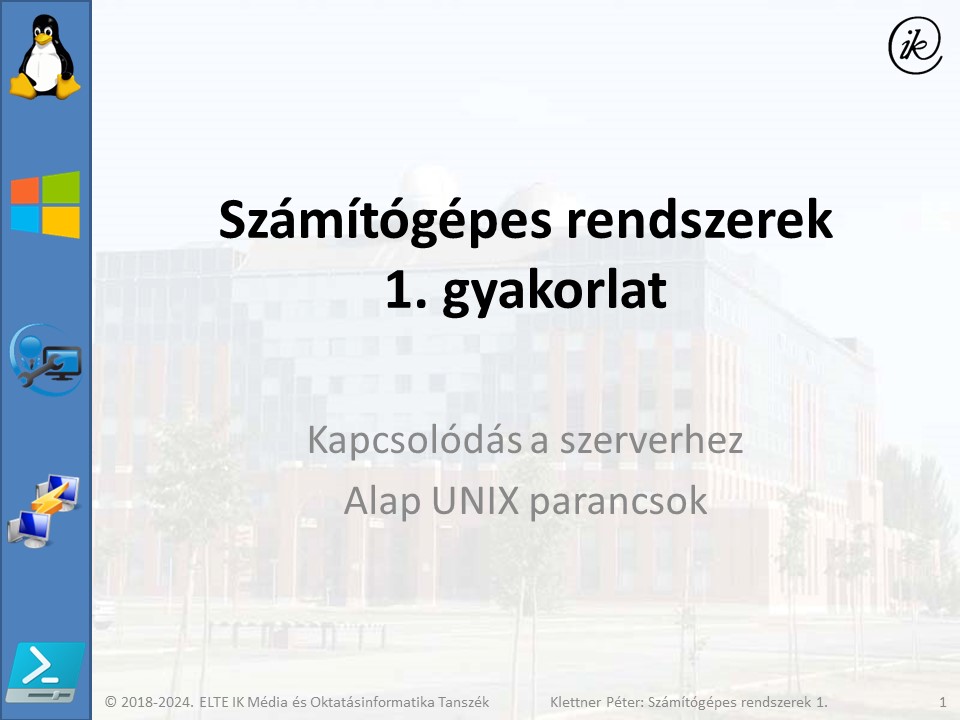 ik
Számítógépes rendszerek
1. gyakorlat
Kapcsolódás a szerverhez
Alap UNIX parancsok
© 2018-2024. ELTE IK Média és Oktatásinformatika Tanszék Klettner Péter: Számítógépes rendszerek 1. 1